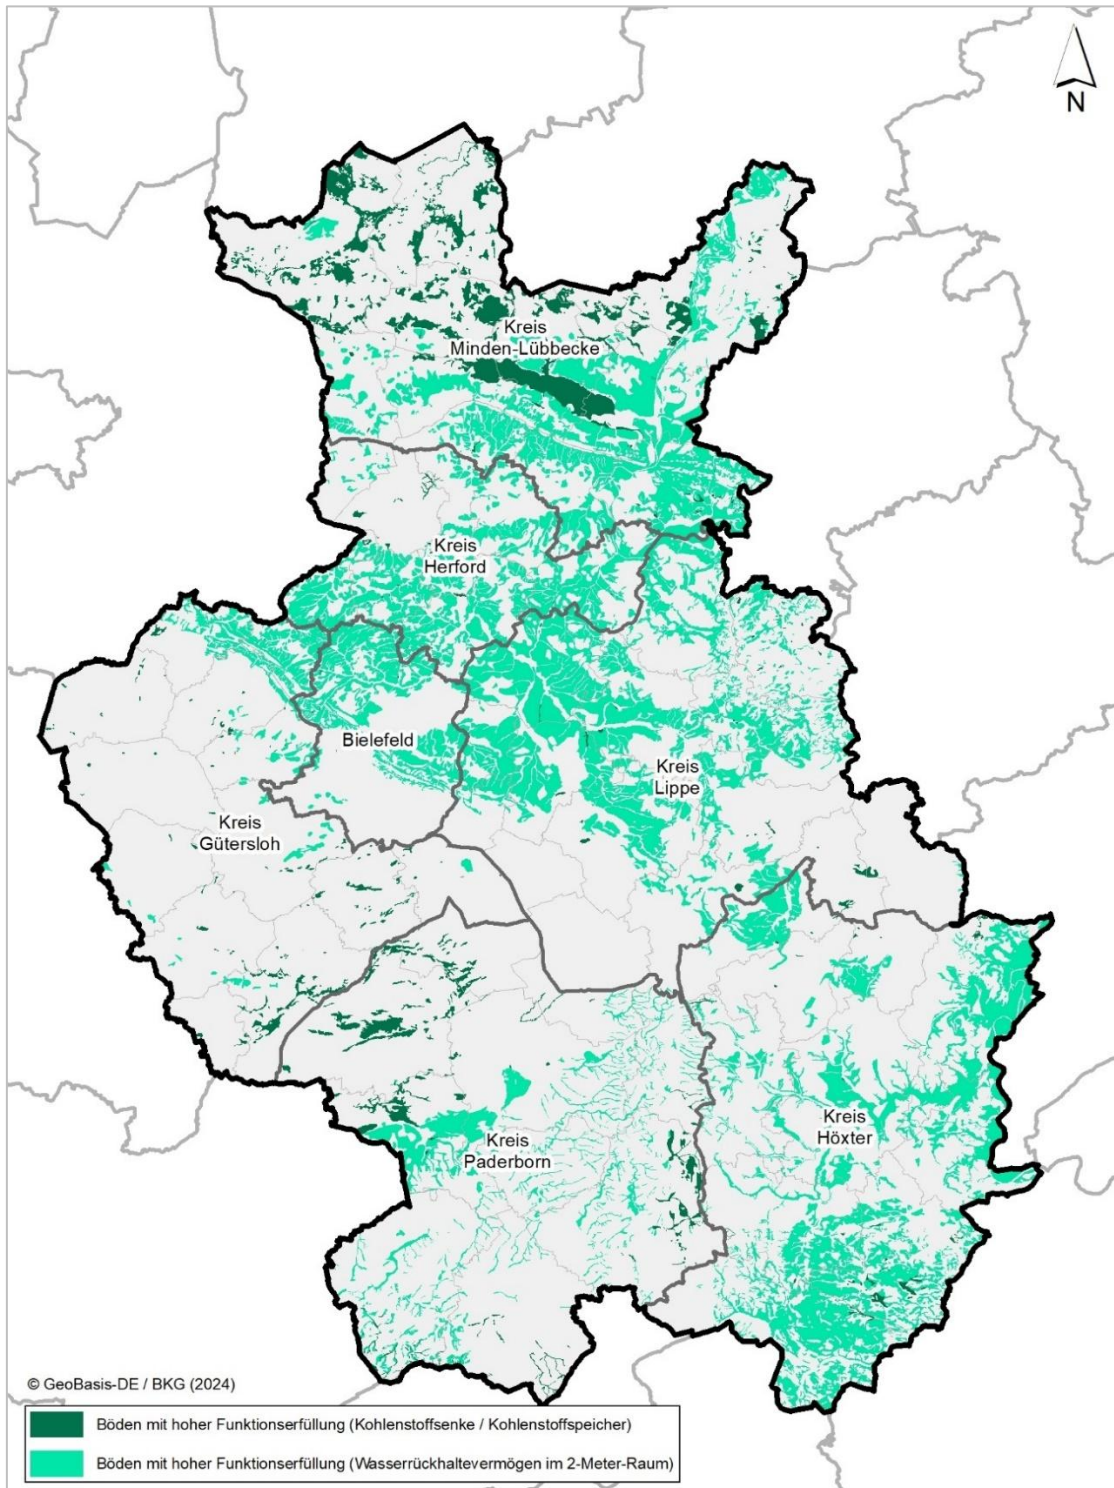 N
Kreis
Minden-Lübbecke
Kreis
Herford
Bielefeld
Kreis
Lippe
Kreis
Gütersloh
Kreis
Höxter
Kreis
Paderborn
© GeoBasis-DE / BKG (2024)
Böden mit hoher Funktionserfüllung (Kohlenstoffsenke / Kohlenstoffspeicher)
Böden mit hoher Funktionserfüllung (Wasserrückhaltevermögen im 2-Meter-Raum)